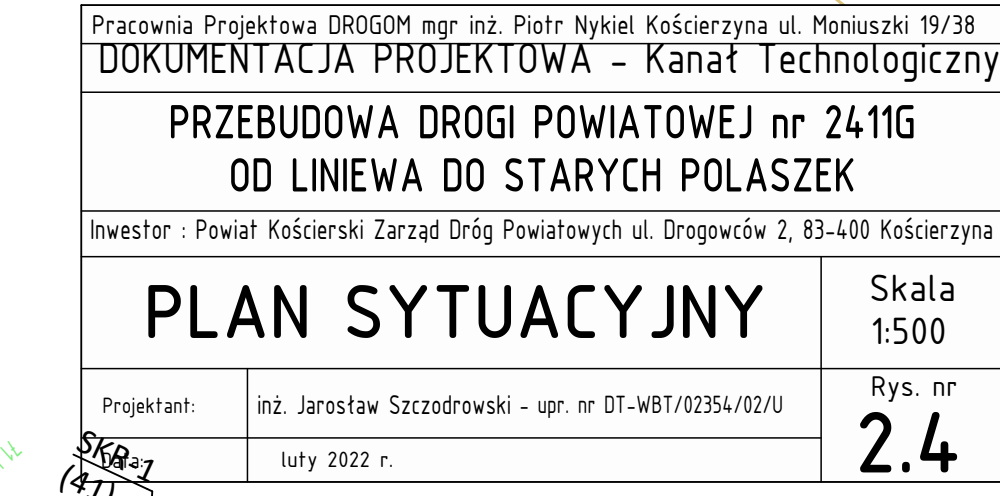 Pracownia Projektowa DROGOM mgr inż. Piotr Nykiel Kościerzyna ul. Moniuszki 19/38
DOKUMENTACJA PROJEKTOWA - Kanał Technologiczny
PRZEBUDOWA DROGI POWIATOWEJ nr 2411G
OD LINIEWA DO STARYCH POLASZEK
Inwestor : Powiat Kościerski Zarząd Dróg Powiatowych ul. Drogowców 2, 83-400 Kościerzyna
PLAN SYTUACYJNY
Skala
1:500
Projektant:
inż. Jarosław Szczodrowski - upr. nr DT-WBT/02354/02/U
Rys. nr
2.4
Data:
luty 2022 r.
SKR-1
(41)